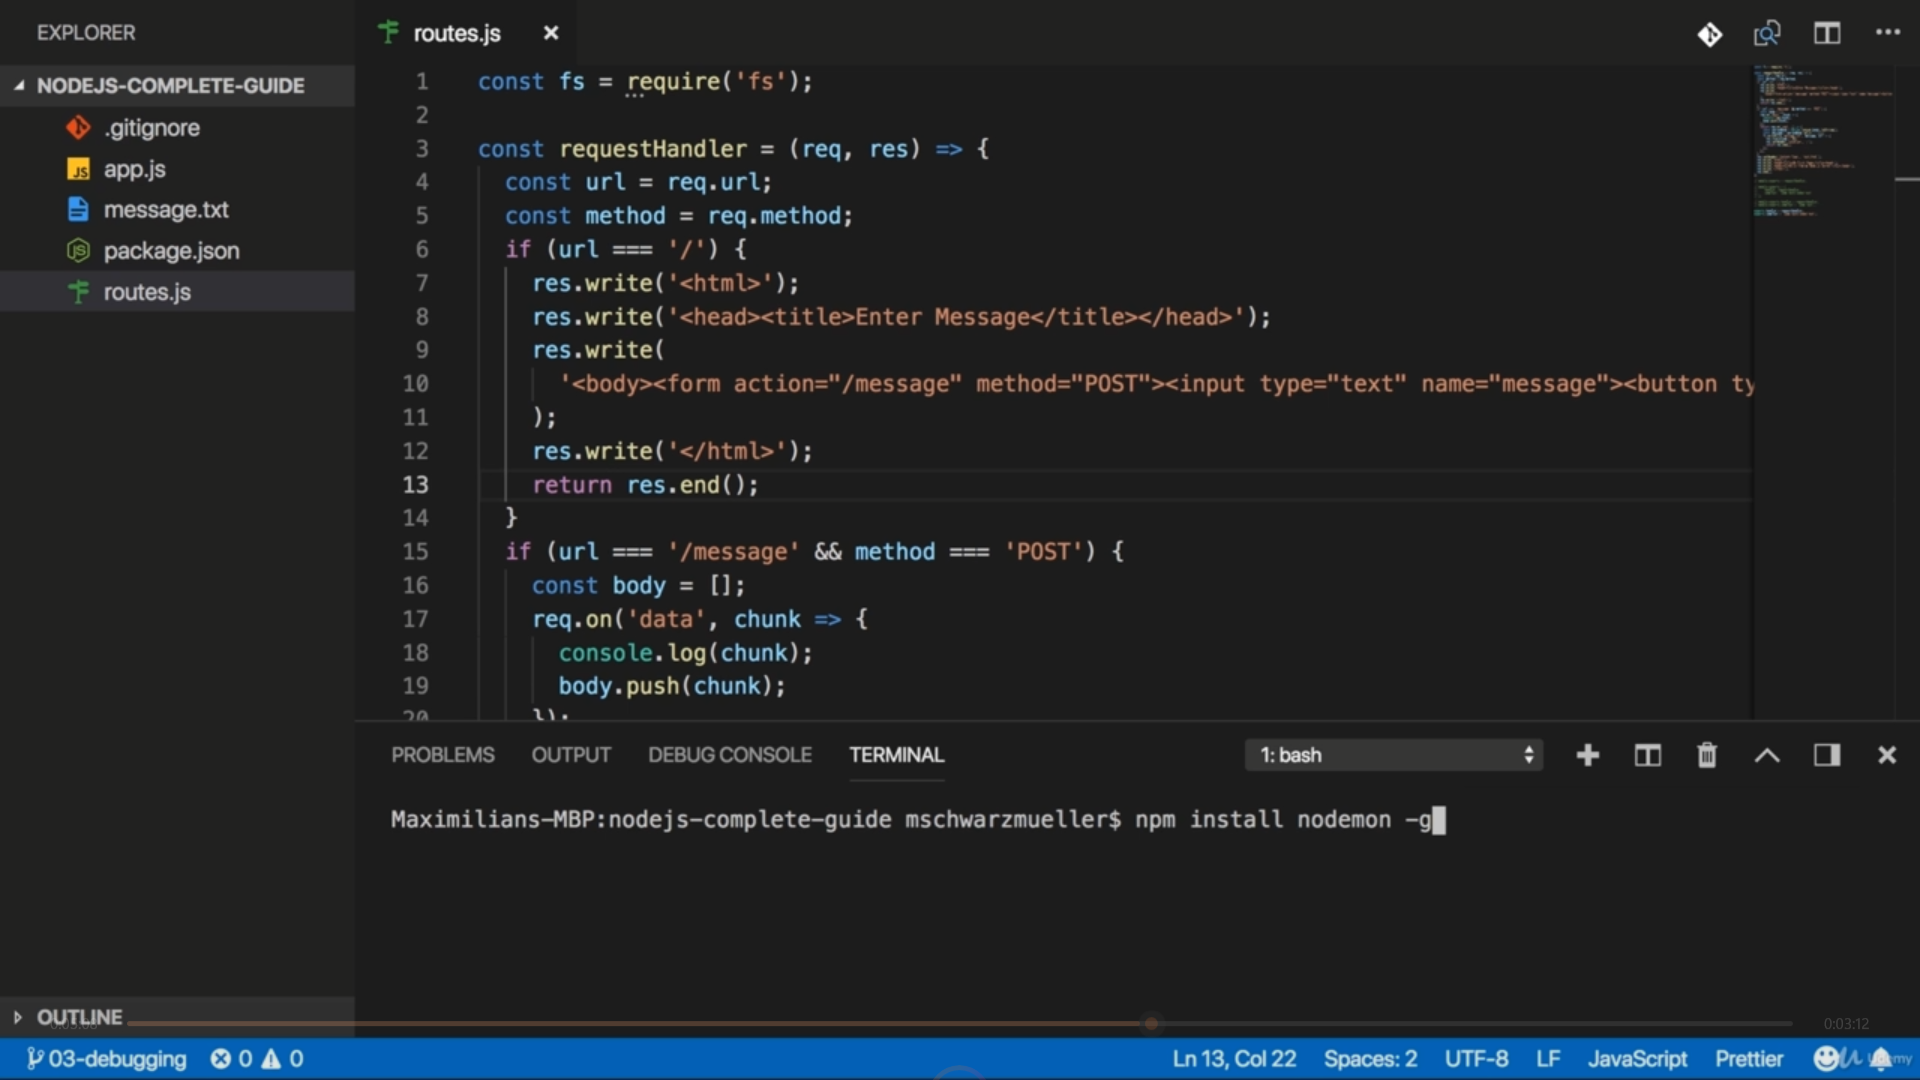 EXPLORER
NODEJS-COMPLETE-GUIDE
.gitignore
app.js
message.txt
package.json
routes.js
OUTLINE
routes.js
1 const fs = require('fs');
2
3 const requestHandler = (req, res) => {
4 const url = req.url;
5 const method = req.method;
6 if (url === '/') {
7 res.write('<html>');
8 res.write('<head><title>Enter Message</title></head>');
9 res.write(
10 '<body><form action="/message" method="POST"><input type="text" name="message"><button ty
11 );
12 res.write('</html>');
13 return res.end();
14 }
15 if (url === '/message' && method === 'POST') {
16 const body = [];
17 req.on('data', chunk => {
18 console.log(chunk);
19 body.push(chunk);
20 });
PROBLEMS OUTPUT DEBUG CONSOLE TERMINAL 1: bash
Maximilians-MBP:nodejs-complete-guide mschwarzmueller$ npm install nodemon -g
0:03:12
03-debugging 0 0 Ln 13, Col 22 Spaces: 2 UTF-8 LF JavaScript Prettier